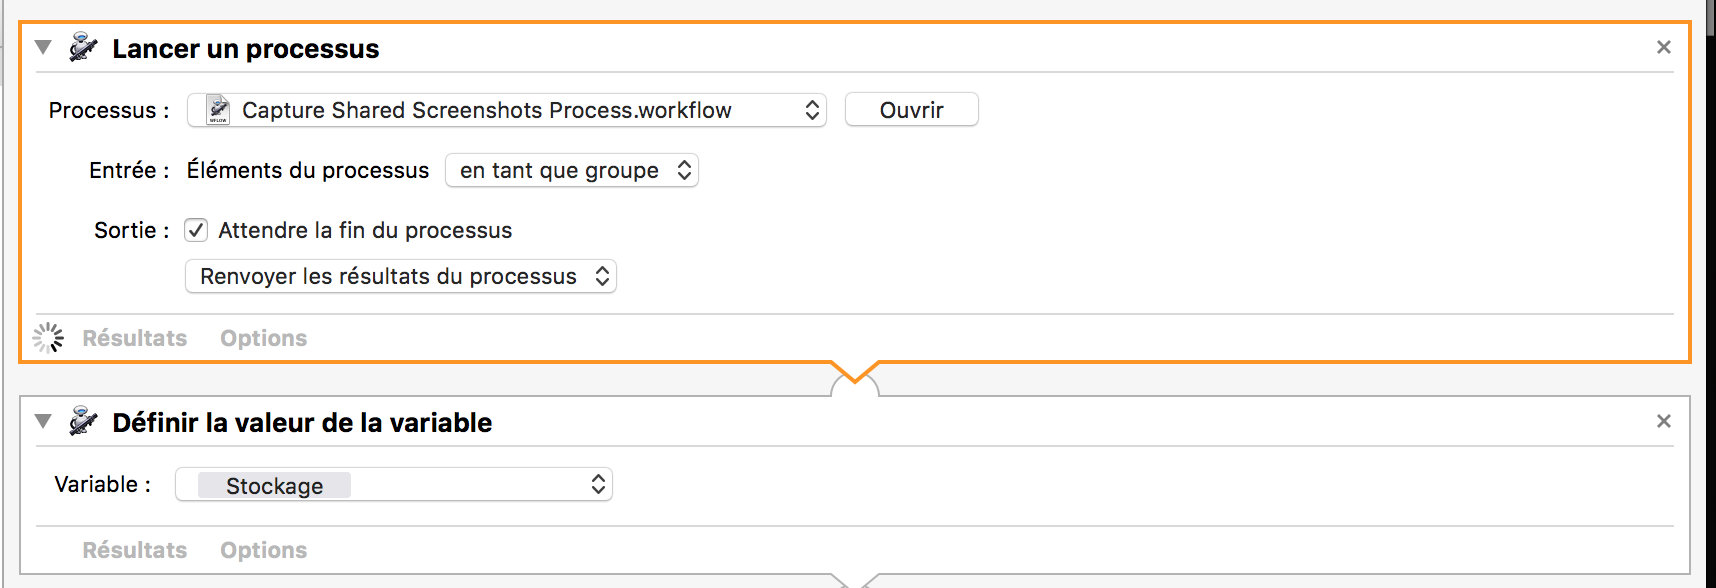 Lancer un processus
Processus : Capture Shared Screenshots Process.workflow Ouvrir
Entrée : Éléments du processus en tant que groupe
Sortie : Attendre la fin du processus
Renvoyer les résultats du processus
Résultats Options
Définir la valeur de la variable
Variable : Stockage
Résultats Options